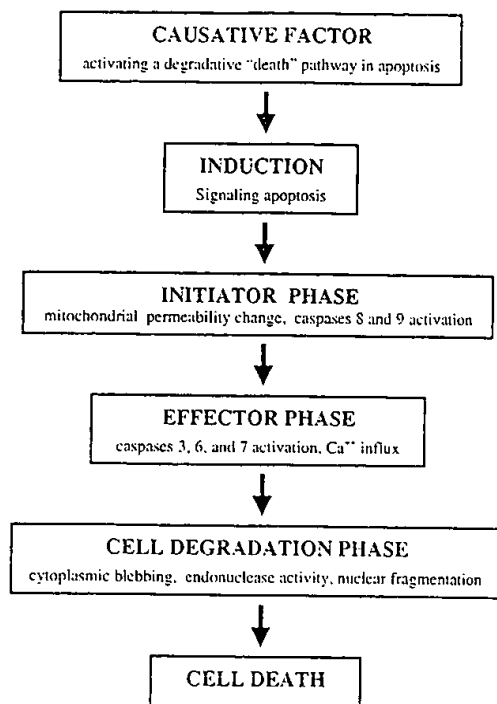 CAUSATIVE FACTOR
activating a degradative "death" pathway in apoptosis
INDUCTION
Signaling apoptosis
INITIATOR PHASE
mitochondrial permeability change, caspases 8 and 9 activation
EFFECTOR PHASE
caspases 3, 6, and 7 activation, Ca⁺⁺ influx
CELL DEGRADATION PHASE
cytoplasmic blebbing, endonuclease activity, nuclear fragmentation
CELL DEATH